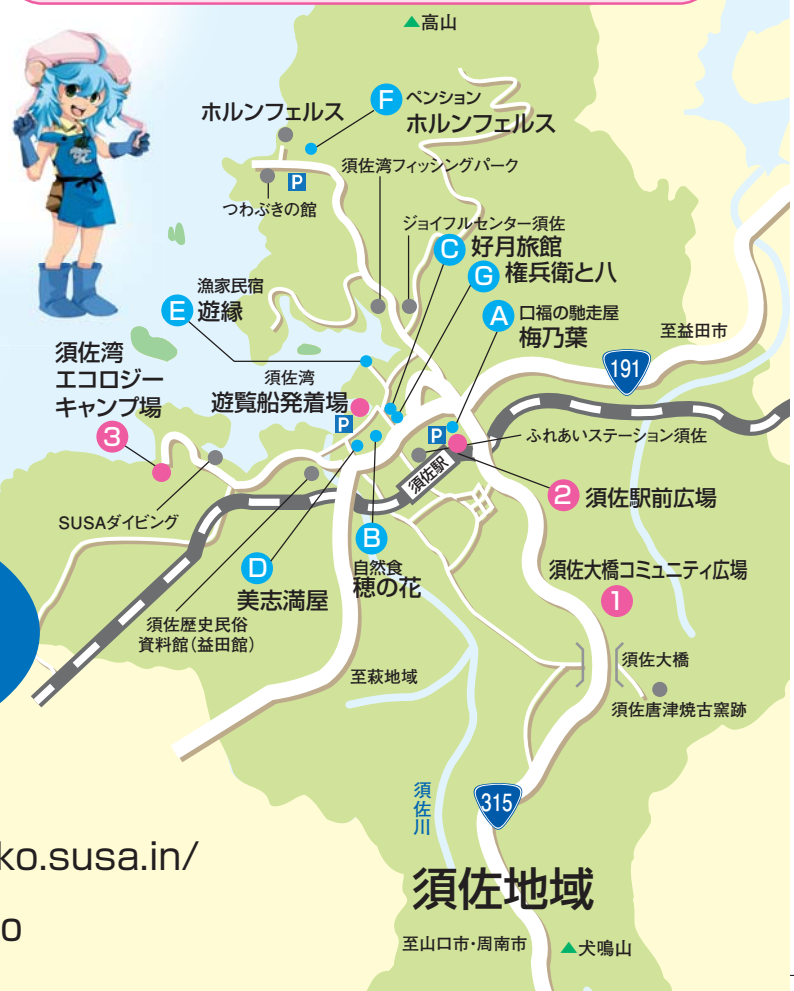 ▲高山
ホルンフェルス
F ペンション
ホルンフェルス
P
つわぶきの館
須佐湾フィッシングパーク
ジョイフルセンター須佐
C 好月旅館
G 権兵衛と八
漁家民宿
E 遊縁
A 口福の馳走屋
梅乃葉
至益田市
191
須佐湾
エコロジー
キャンプ場
3
須佐湾
遊覧船発着場
P
P
ふれあいステーション須佐
須佐駅
2 須佐駅前広場
SUSAダイビング
B
自然食
穂の花
D
美志満屋
須佐歴史民俗
資料館(益田館)
須佐大橋コミュニティ広場
1
至萩地域
須佐大橋
須佐唐津焼古窯跡
須佐川
315
ko.susa.in/
須佐地域
o
至山口市・周南市
▲犬鳴山